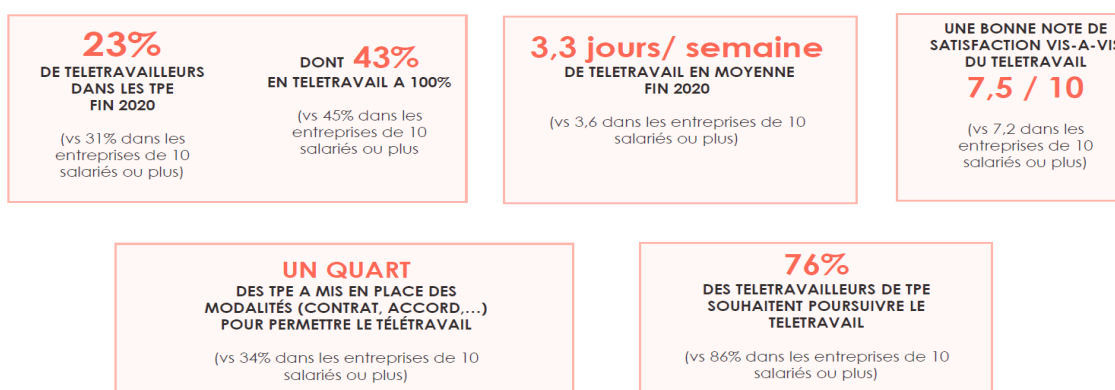 23%
DE TELETRAVAILLEURS
DANS LES TPE
FIN 2020
(vs 31% dans les
entreprises de 10
salariés ou plus)
DONT 43%
EN TELETRAVAIL A 100%
(vs 45% dans les
entreprises de 10
salariés ou plus
3,3 jours/ semaine
DE TELETRAVAIL EN MOYENNE
FIN 2020
(vs 3,6 dans les entreprises de 10
salariés ou plus)
UNE BONNE NOTE DE
SATISFACTION VIS-A-VIS
DU TELETRAVAIL
7,5 / 10
(vs 7,2 dans les
entreprises de 10
salariés ou plus)
UN QUART
DES TPE A MIS EN PLACE DES
MODALITÉS (CONTRAT, ACCORD,...)
POUR PERMETTRE LE TÉLÉTRAVAIL
(vs 34% dans les entreprises de 10
salariés ou plus)
76%
DES TELETRAVAILLEURS DE TPE
SOUHAITENT POURSUIVRE LE
TELETRAVAIL
(vs 86% dans les entreprises de 10
salariés ou plus)